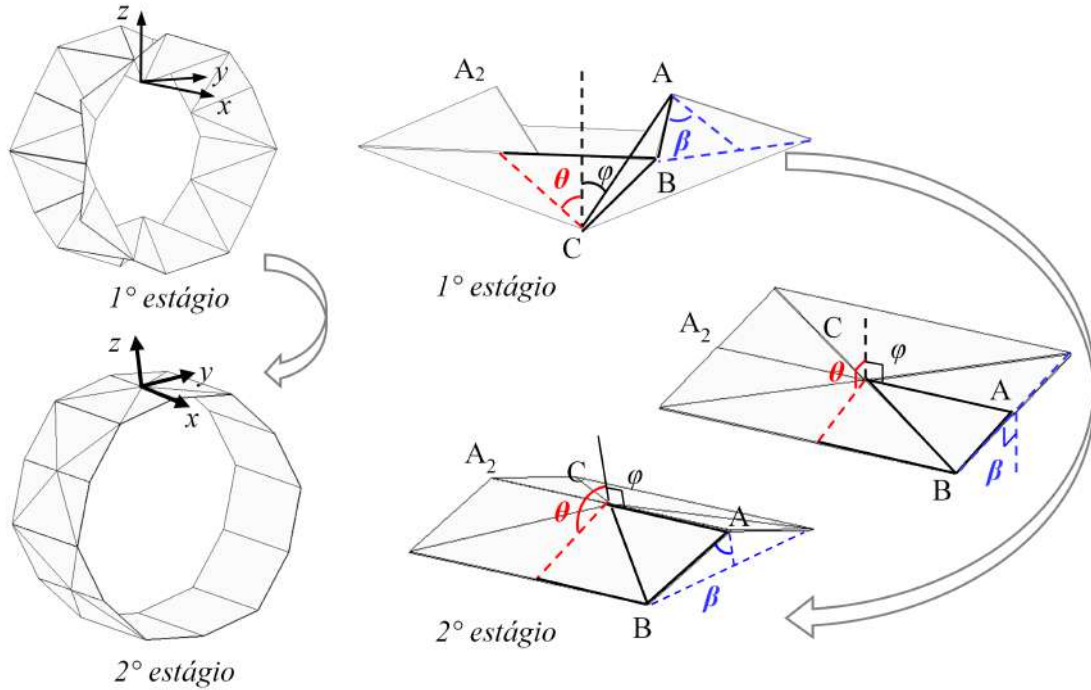 z
y
x
1° estágio
z
y
x
2° estágio
A₂
A
θ
φ
β
B
C
1° estágio
A₂
C
φ
θ
A
B
β
A₂
C
φ
θ
A
β
B
2° estágio